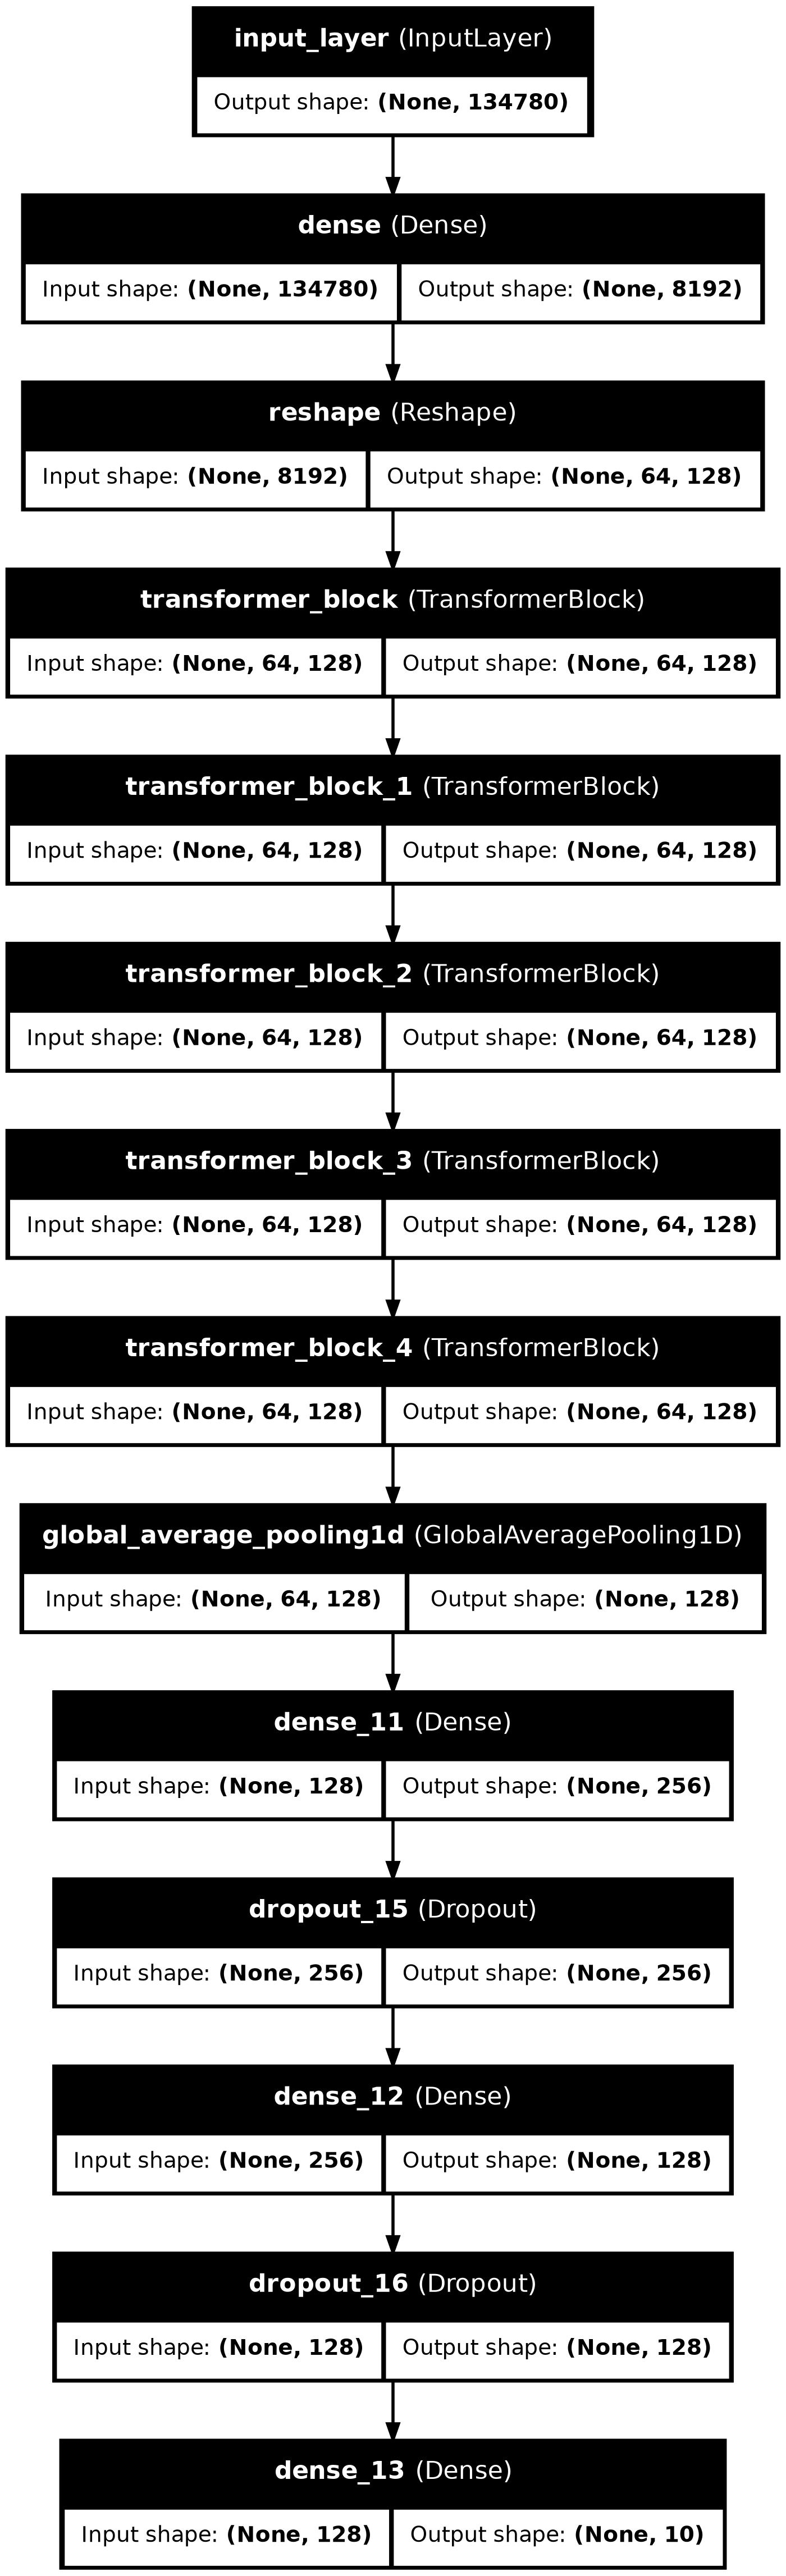 input_layer (InputLayer)
Output shape: (None, 134780)
dense (Dense)
Input shape: (None, 134780) Output shape: (None, 8192)
reshape (Reshape)
Input shape: (None, 8192) Output shape: (None, 64, 128)
transformer_block (TransformerBlock)
Input shape: (None, 64, 128) Output shape: (None, 64, 128)
transformer_block_1 (TransformerBlock)
Input shape: (None, 64, 128) Output shape: (None, 64, 128)
transformer_block_2 (TransformerBlock)
Input shape: (None, 64, 128) Output shape: (None, 64, 128)
transformer_block_3 (TransformerBlock)
Input shape: (None, 64, 128) Output shape: (None, 64, 128)
transformer_block_4 (TransformerBlock)
Input shape: (None, 64, 128) Output shape: (None, 64, 128)
global_average_pooling1d (GlobalAveragePooling1D)
Input shape: (None, 64, 128) Output shape: (None, 128)
dense_11 (Dense)
Input shape: (None, 128) Output shape: (None, 256)
dropout_15 (Dropout)
Input shape: (None, 256) Output shape: (None, 256)
dense_12 (Dense)
Input shape: (None, 256) Output shape: (None, 128)
dropout_16 (Dropout)
Input shape: (None, 128) Output shape: (None, 128)
dense_13 (Dense)
Input shape: (None, 128) Output shape: (None, 10)